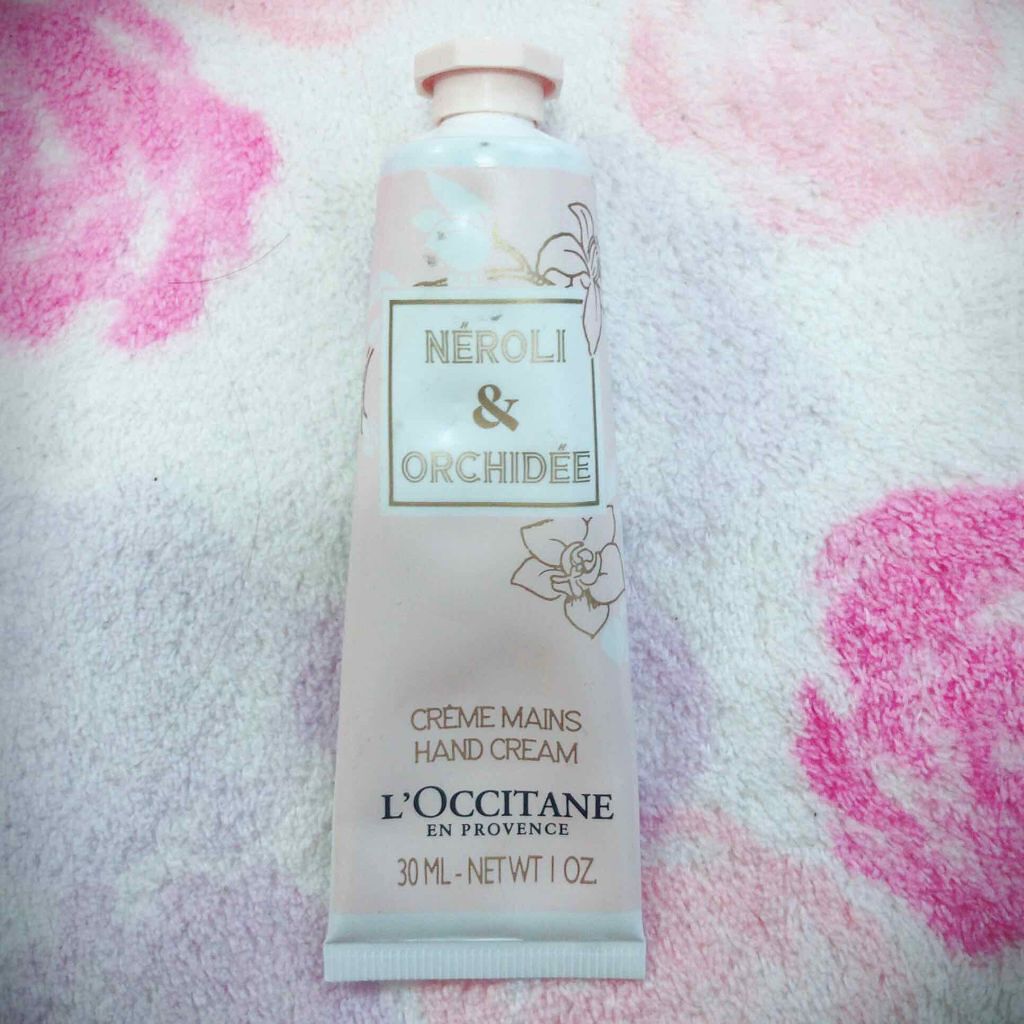 NÉROLI
&
ORCHIDÉE
CRÈME MAINS
HAND CREAM
L'OCCITANE
EN PROVENCE
30 ML - NET WT 1 OZ.